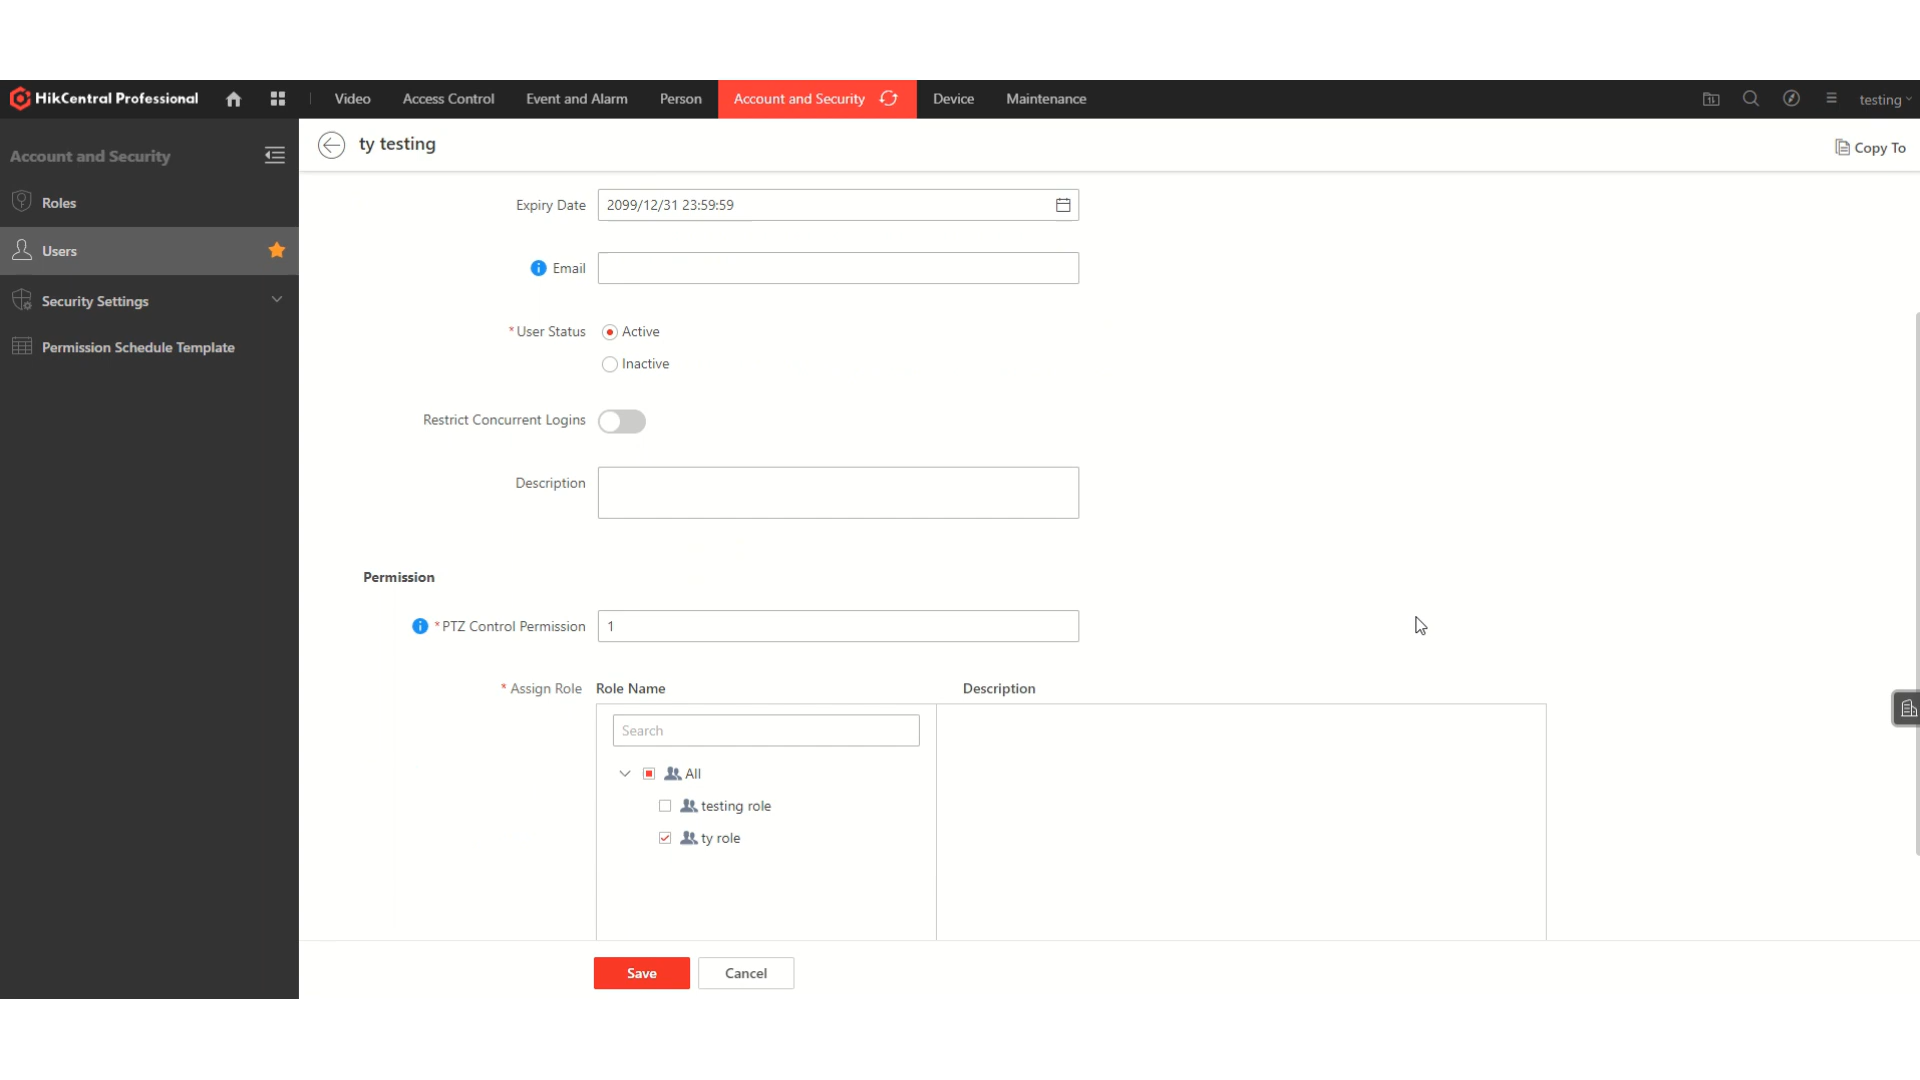 HikCentral Professional
Video
Access Control
Event and Alarm
Person
Account and Security
Device
Maintenance
testing
Account and Security
Roles
Users
Security Settings
Permission Schedule Template
ty testing
Copy To
Expiry Date
2099/12/31 23:59:59
Email
* User Status
Active
Inactive
Restrict Concurrent Logins
Description
Permission
* PTZ Control Permission
1
* Assign Role
Role Name
Description
Search
All
testing role
ty role
Save
Cancel